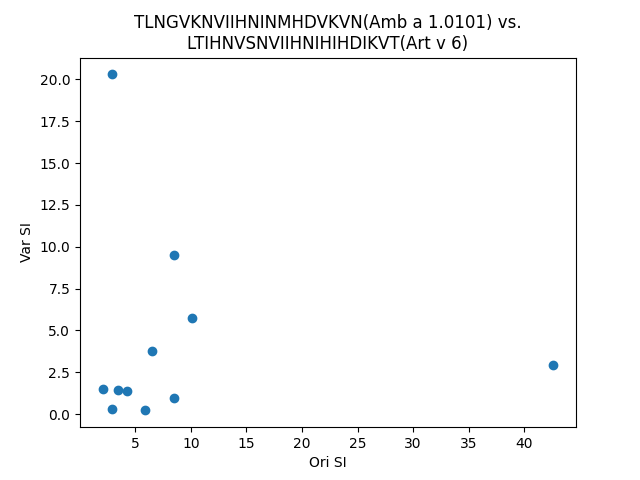 TLNGVKNVIIHNINMHDVKVN(Amb a 1.0101) vs.
LTIHNVSNVIIHNIHIHDIKVT(Art v 6)
20.0
17.5
15.0
12.5
10.0
7.5
5.0
2.5
0.0
Var SI
5 10 15 20 25 30 35 40
Ori SI